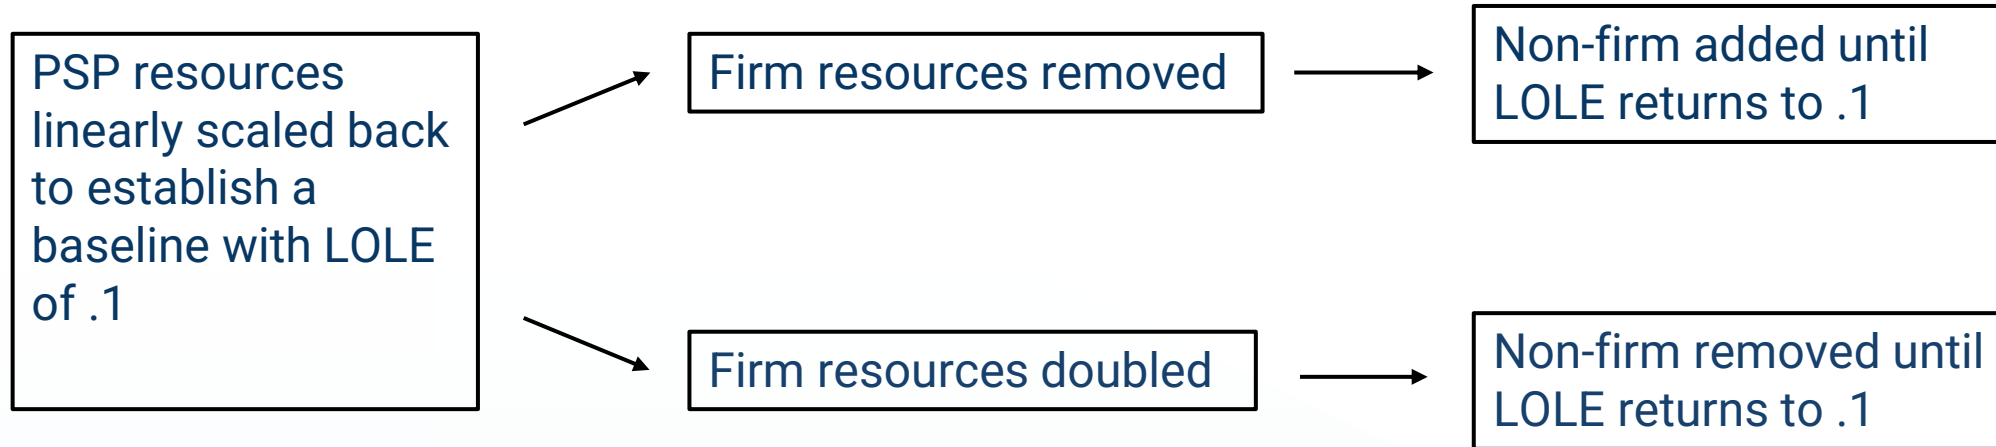 PSP resources
linearly scaled back
to establish a
baseline with LOLE
of .1
Firm resources removed
Non-firm added until
LOLE returns to .1
Firm resources doubled
Non-firm removed until
LOLE returns to .1